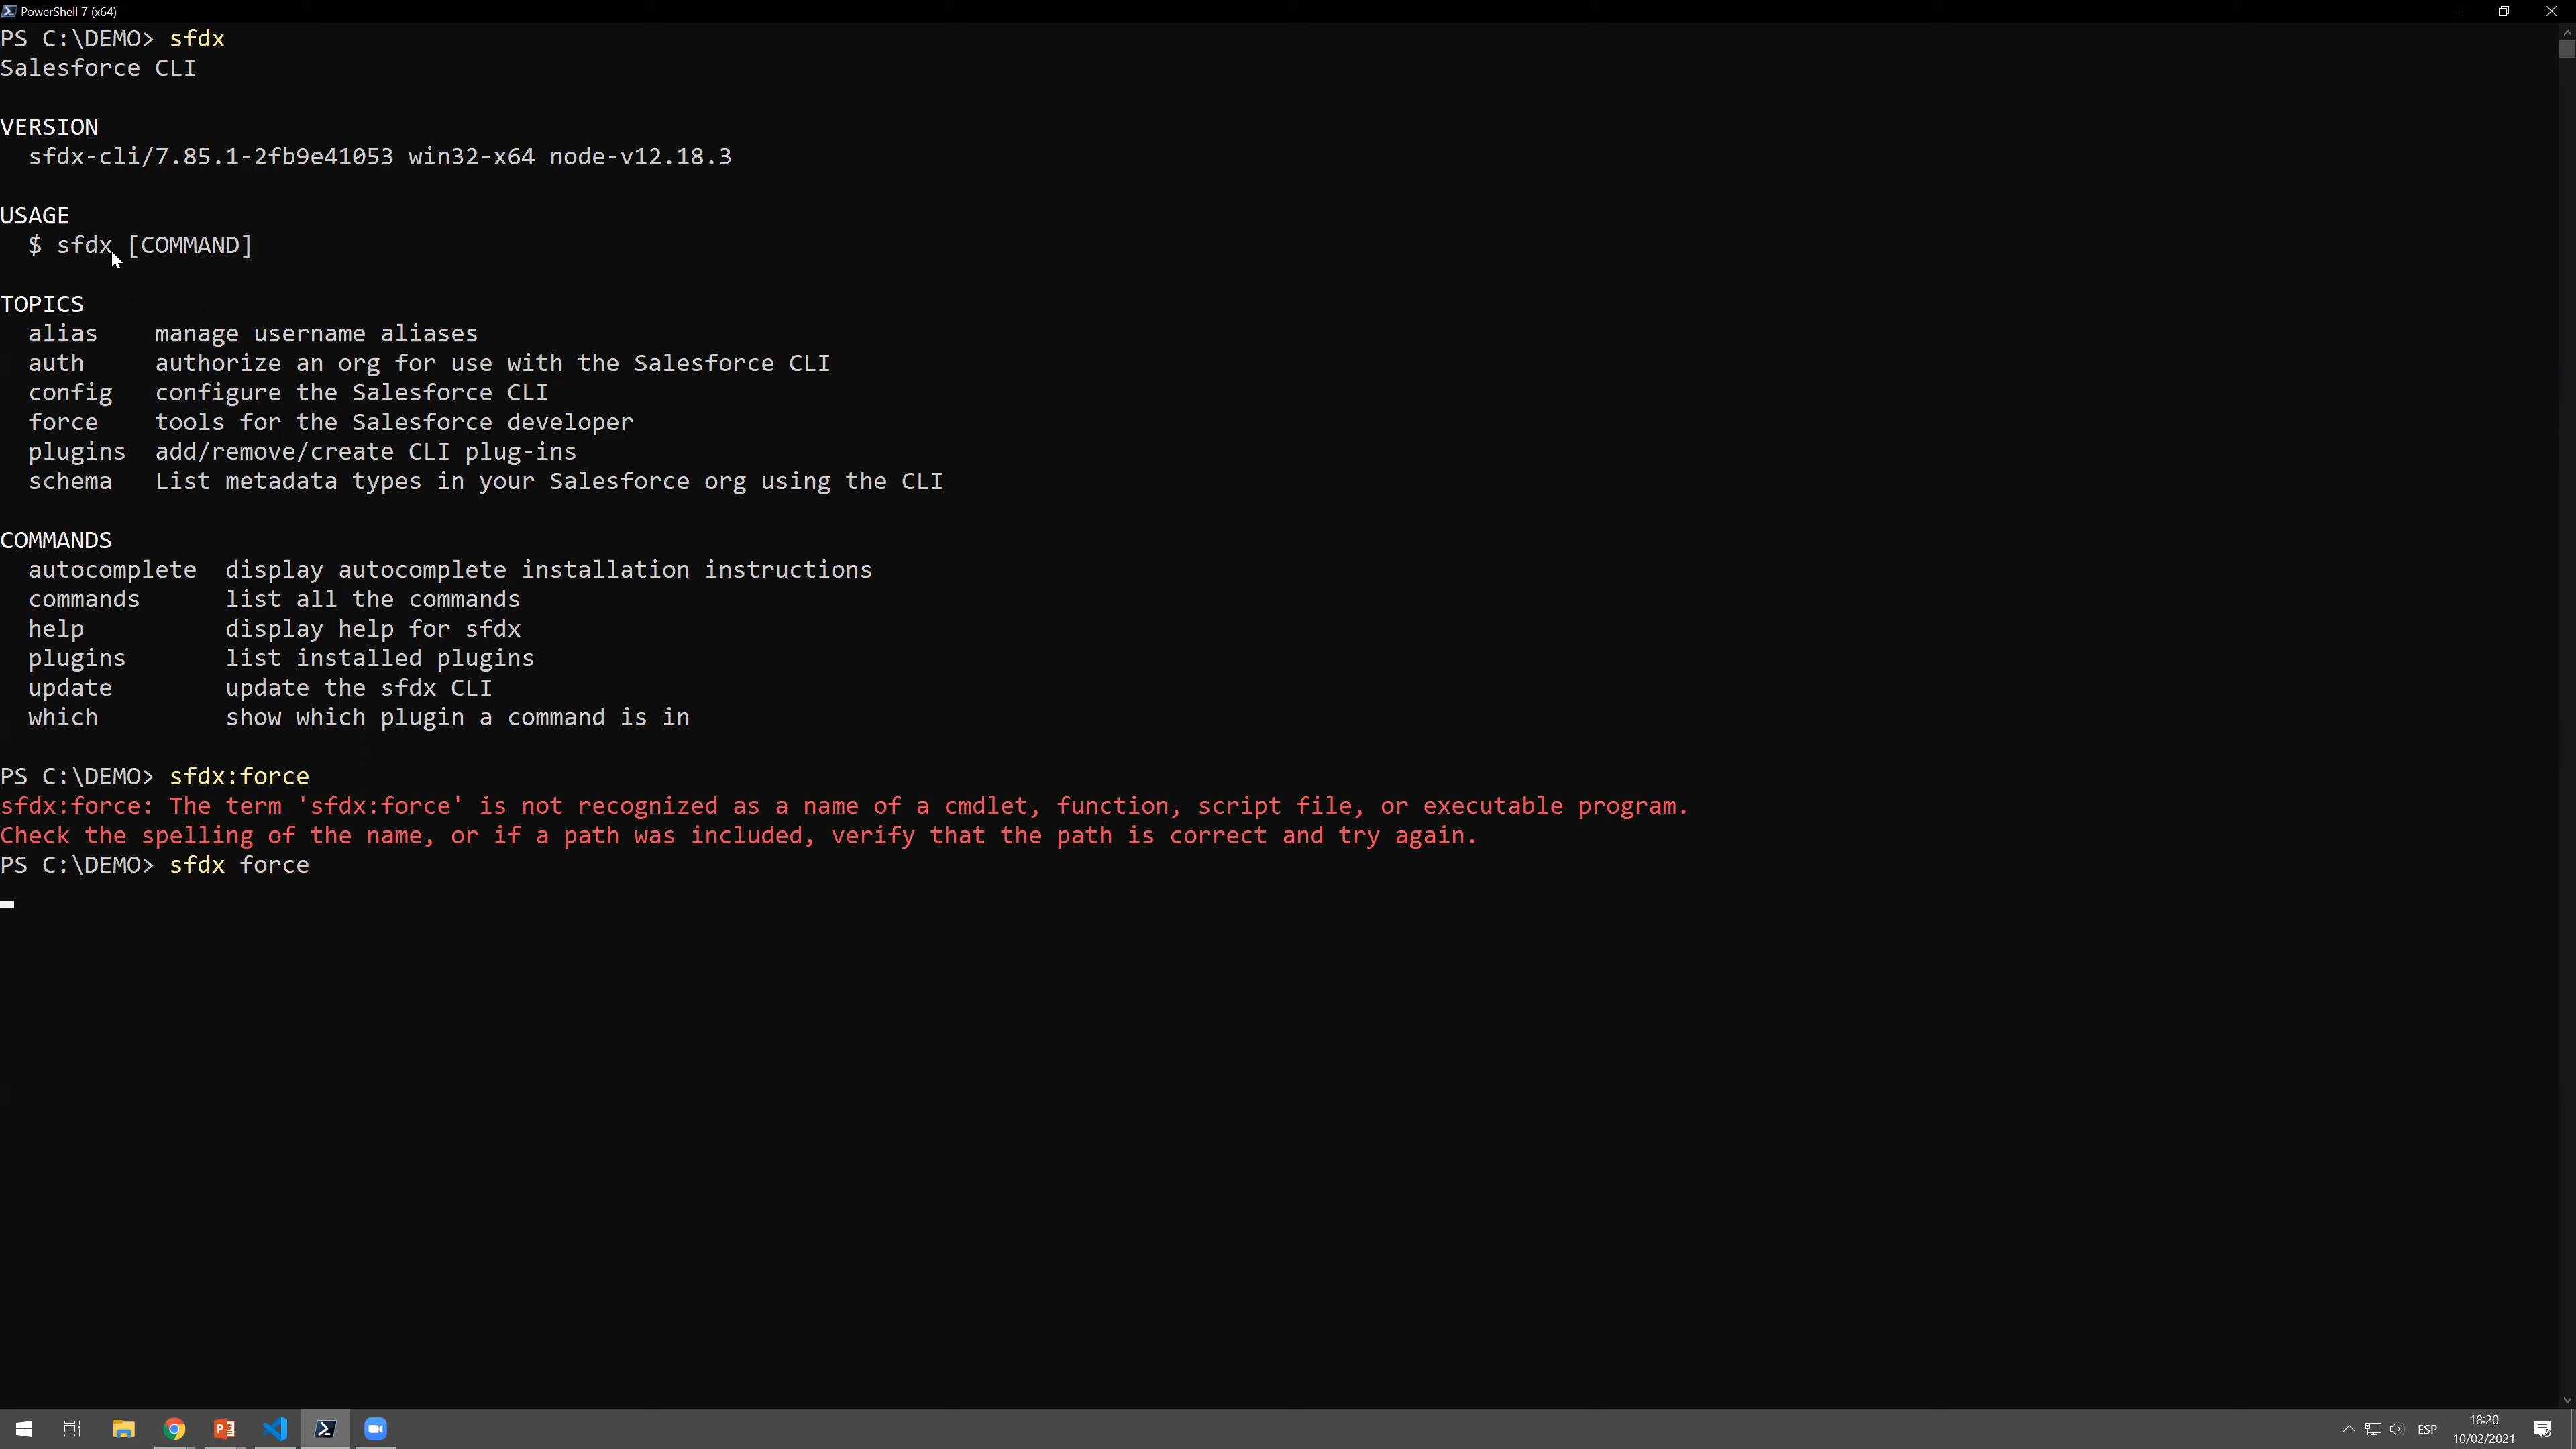 PowerShell 7 (x64)
PS C:\DEMO> sfdx
Salesforce CLI
VERSION
sfdx-cli/7.85.1-2fb9e41053 win32-x64 node-v12.18.3
USAGE
$ sfdx [COMMAND]
TOPICS
alias manage username aliases
auth authorize an org for use with the Salesforce CLI
config configure the Salesforce CLI
force tools for the Salesforce developer
plugins add/remove/create CLI plug-ins
schema List metadata types in your Salesforce org using the CLI
COMMANDS
autocomplete display autocomplete installation instructions
commands list all the commands
help display help for sfdx
plugins list installed plugins
update update the sfdx CLI
which show which plugin a command is in
PS C:\DEMO> sfdx:force
sfdx:force: The term 'sfdx:force' is not recognized as a name of a cmdlet, function, script file, or executable program.
Check the spelling of the name, or if a path was included, verify that the path is correct and try again.
PS C:\DEMO> sfdx force
ESP
18:20
10/02/2021